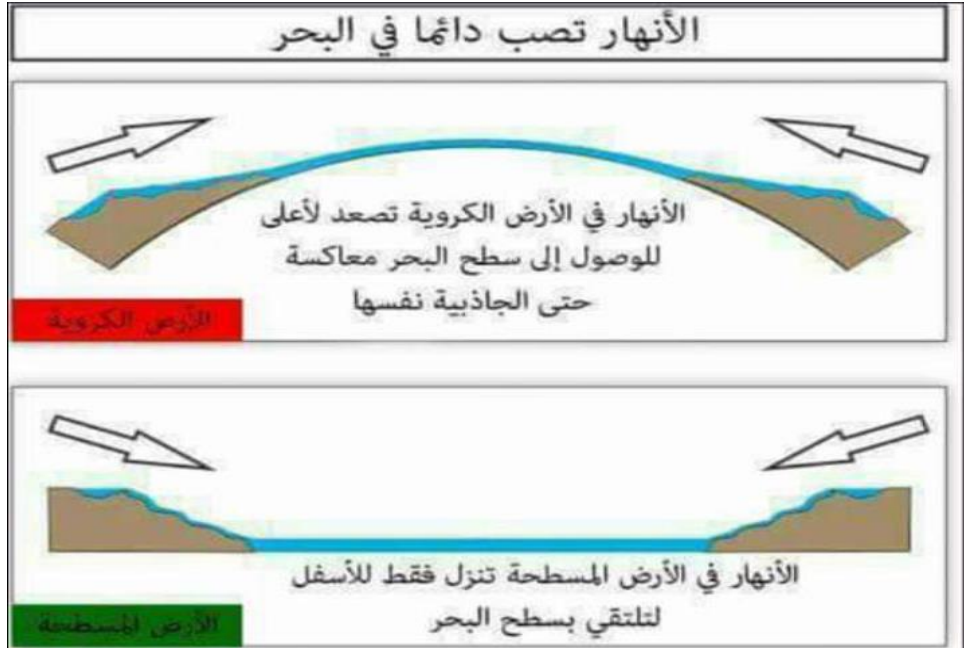 الأنهار تصب دائما في البحر
الأنهار في الأرض الكروية تصعد لأعلى
للوصول إلى سطح البحر معاكسة
حتى الجاذبية نفسها
الأرض الكروية
الأنهار في الأرض المسطحة تنزل فقط للأسفل
لتلتقي بسطح البحر
الأرض المسطحة